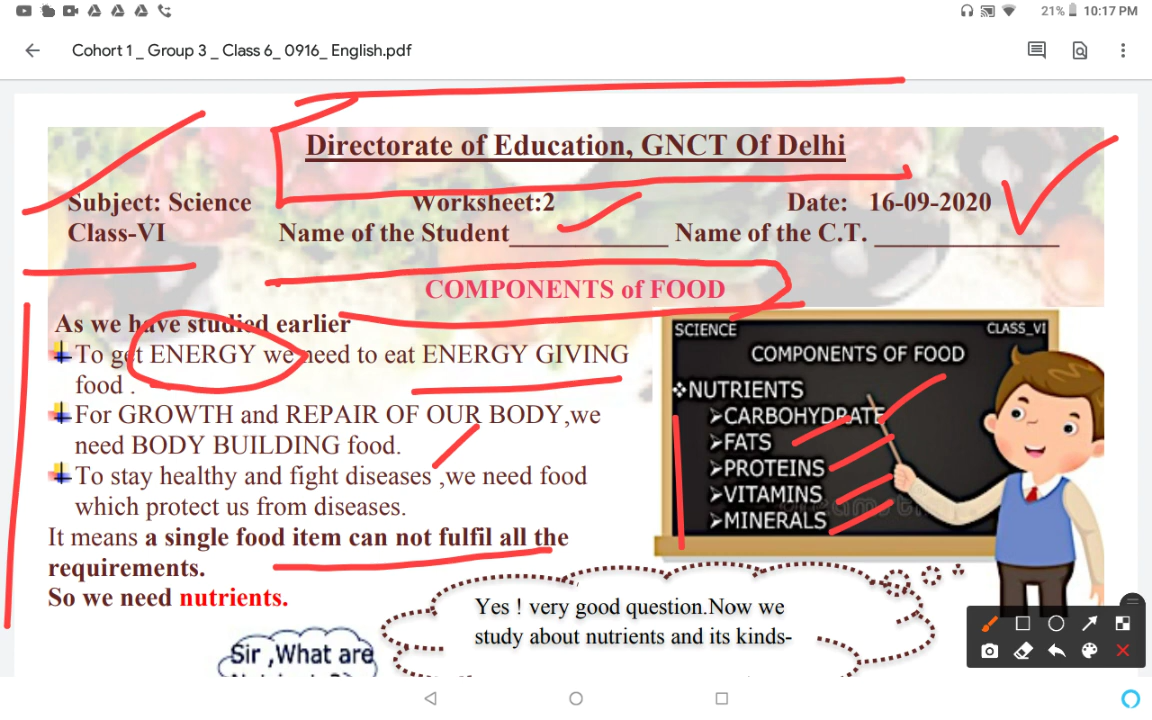 21% 10:17 PM
Cohort 1 _ Group 3 _ Class 6_ 0916_ English.pdf
Directorate of Education, GNCT Of Delhi
Subject: Science Worksheet:2 Date: 16-09-2020
Class-VI Name of the Student____________ Name of the C.T. ______________
COMPONENTS of FOOD
As we have studied earlier
To get ENERGY we need to eat ENERGY GIVING
food .
For GROWTH and REPAIR OF OUR BODY,we
need BODY BUILDING food.
To stay healthy and fight diseases ,we need food
which protect us from diseases.
It means a single food item can not fulfil all the
requirements.
So we need nutrients.
SCIENCE CLASS_VI
COMPONENTS OF FOOD
❖NUTRIENTS
➢CARBOHYDRATE
➢FATS
➢PROTEINS
➢VITAMINS
➢MINERALS
Yes ! very good question.Now we
study about nutrients and its kinds-
Sir ,What are